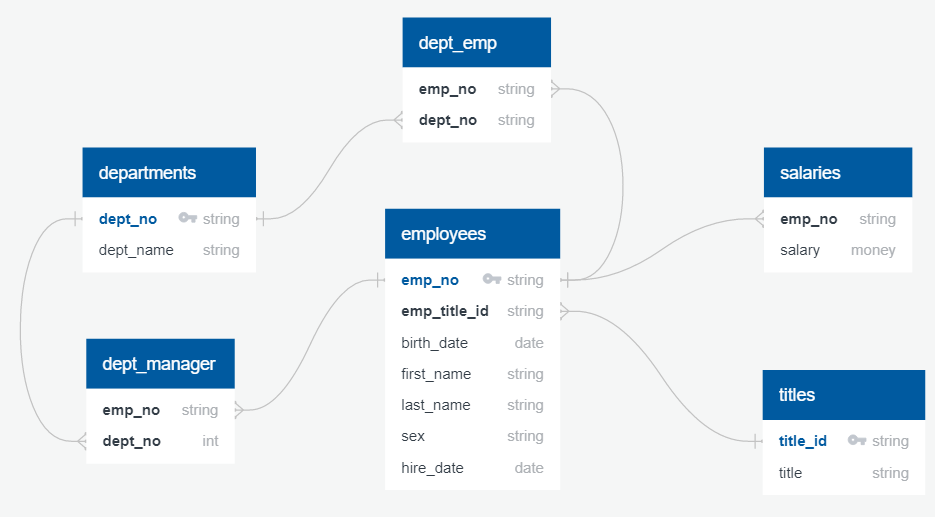 dept_emp
emp_no string
dept_no string
departments
dept_no string
dept_name string
salaries
emp_no string
salary money
employees
emp_no string
emp_title_id string
birth_date date
first_name string
last_name string
sex string
hire_date date
dept_manager
emp_no string
dept_no int
titles
title_id string
title string